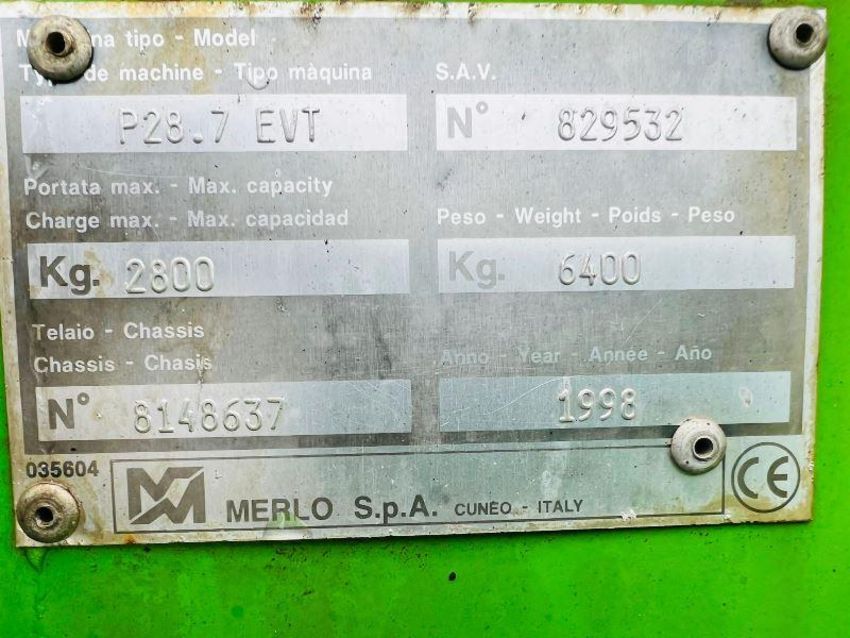 tipo - Model
de machine - Tipo màquina
P28.7 EVT
S.A.V.
N° 829532
Portata max. - Max. capacity
Charge max. - Max. capacidad
Kg. 2800
Peso - Weight - Poids - Peso
Kg. 6400
Telaio - Chassis
Chassis - Chasis
N° 8148637
Anno - Year - Année - Año
1998
035604
MERLO S.p.A. CUNEO - ITALY
CE